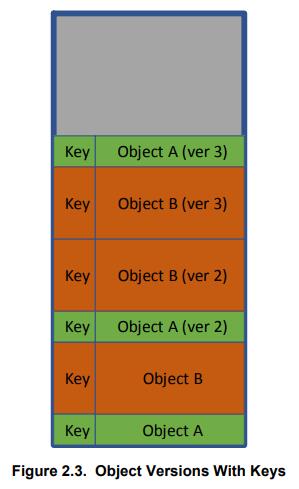 Key Object A (ver 3)
Key Object B (ver 3)
Key Object B (ver 2)
Key Object A (ver 2)
Key Object B
Key Object A
Figure 2.3. Object Versions With Keys